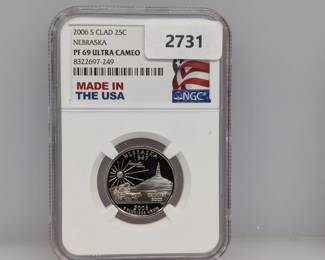 2006 S CLAD 25C
NEBRASKA
PF 69 ULTRA CAMEO
8322697-249
2731
MADE IN
THE USA
NGC
NEBRASKA
1867
2006